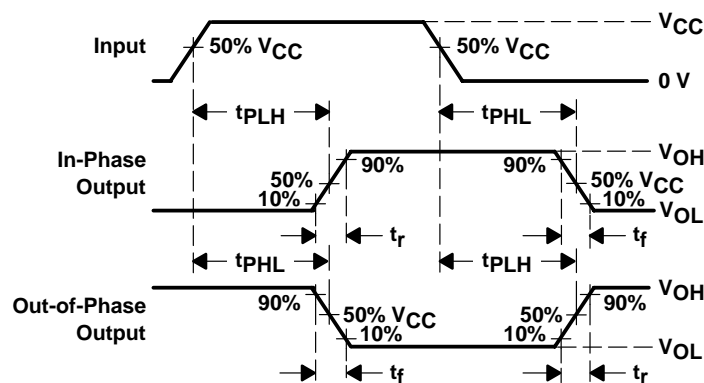 VCC
Input
50% VCC
50% VCC
0 V
tPLH
tPHL
In-Phase
Output
90%
90%
VOH
50%
10%
50% VCC
10%
VOL
tr
tf
tPHL
tPLH
Out-of-Phase
Output
90%
50% VCC
10%
50%
10%
90%
VOH
VOL
tf
tr